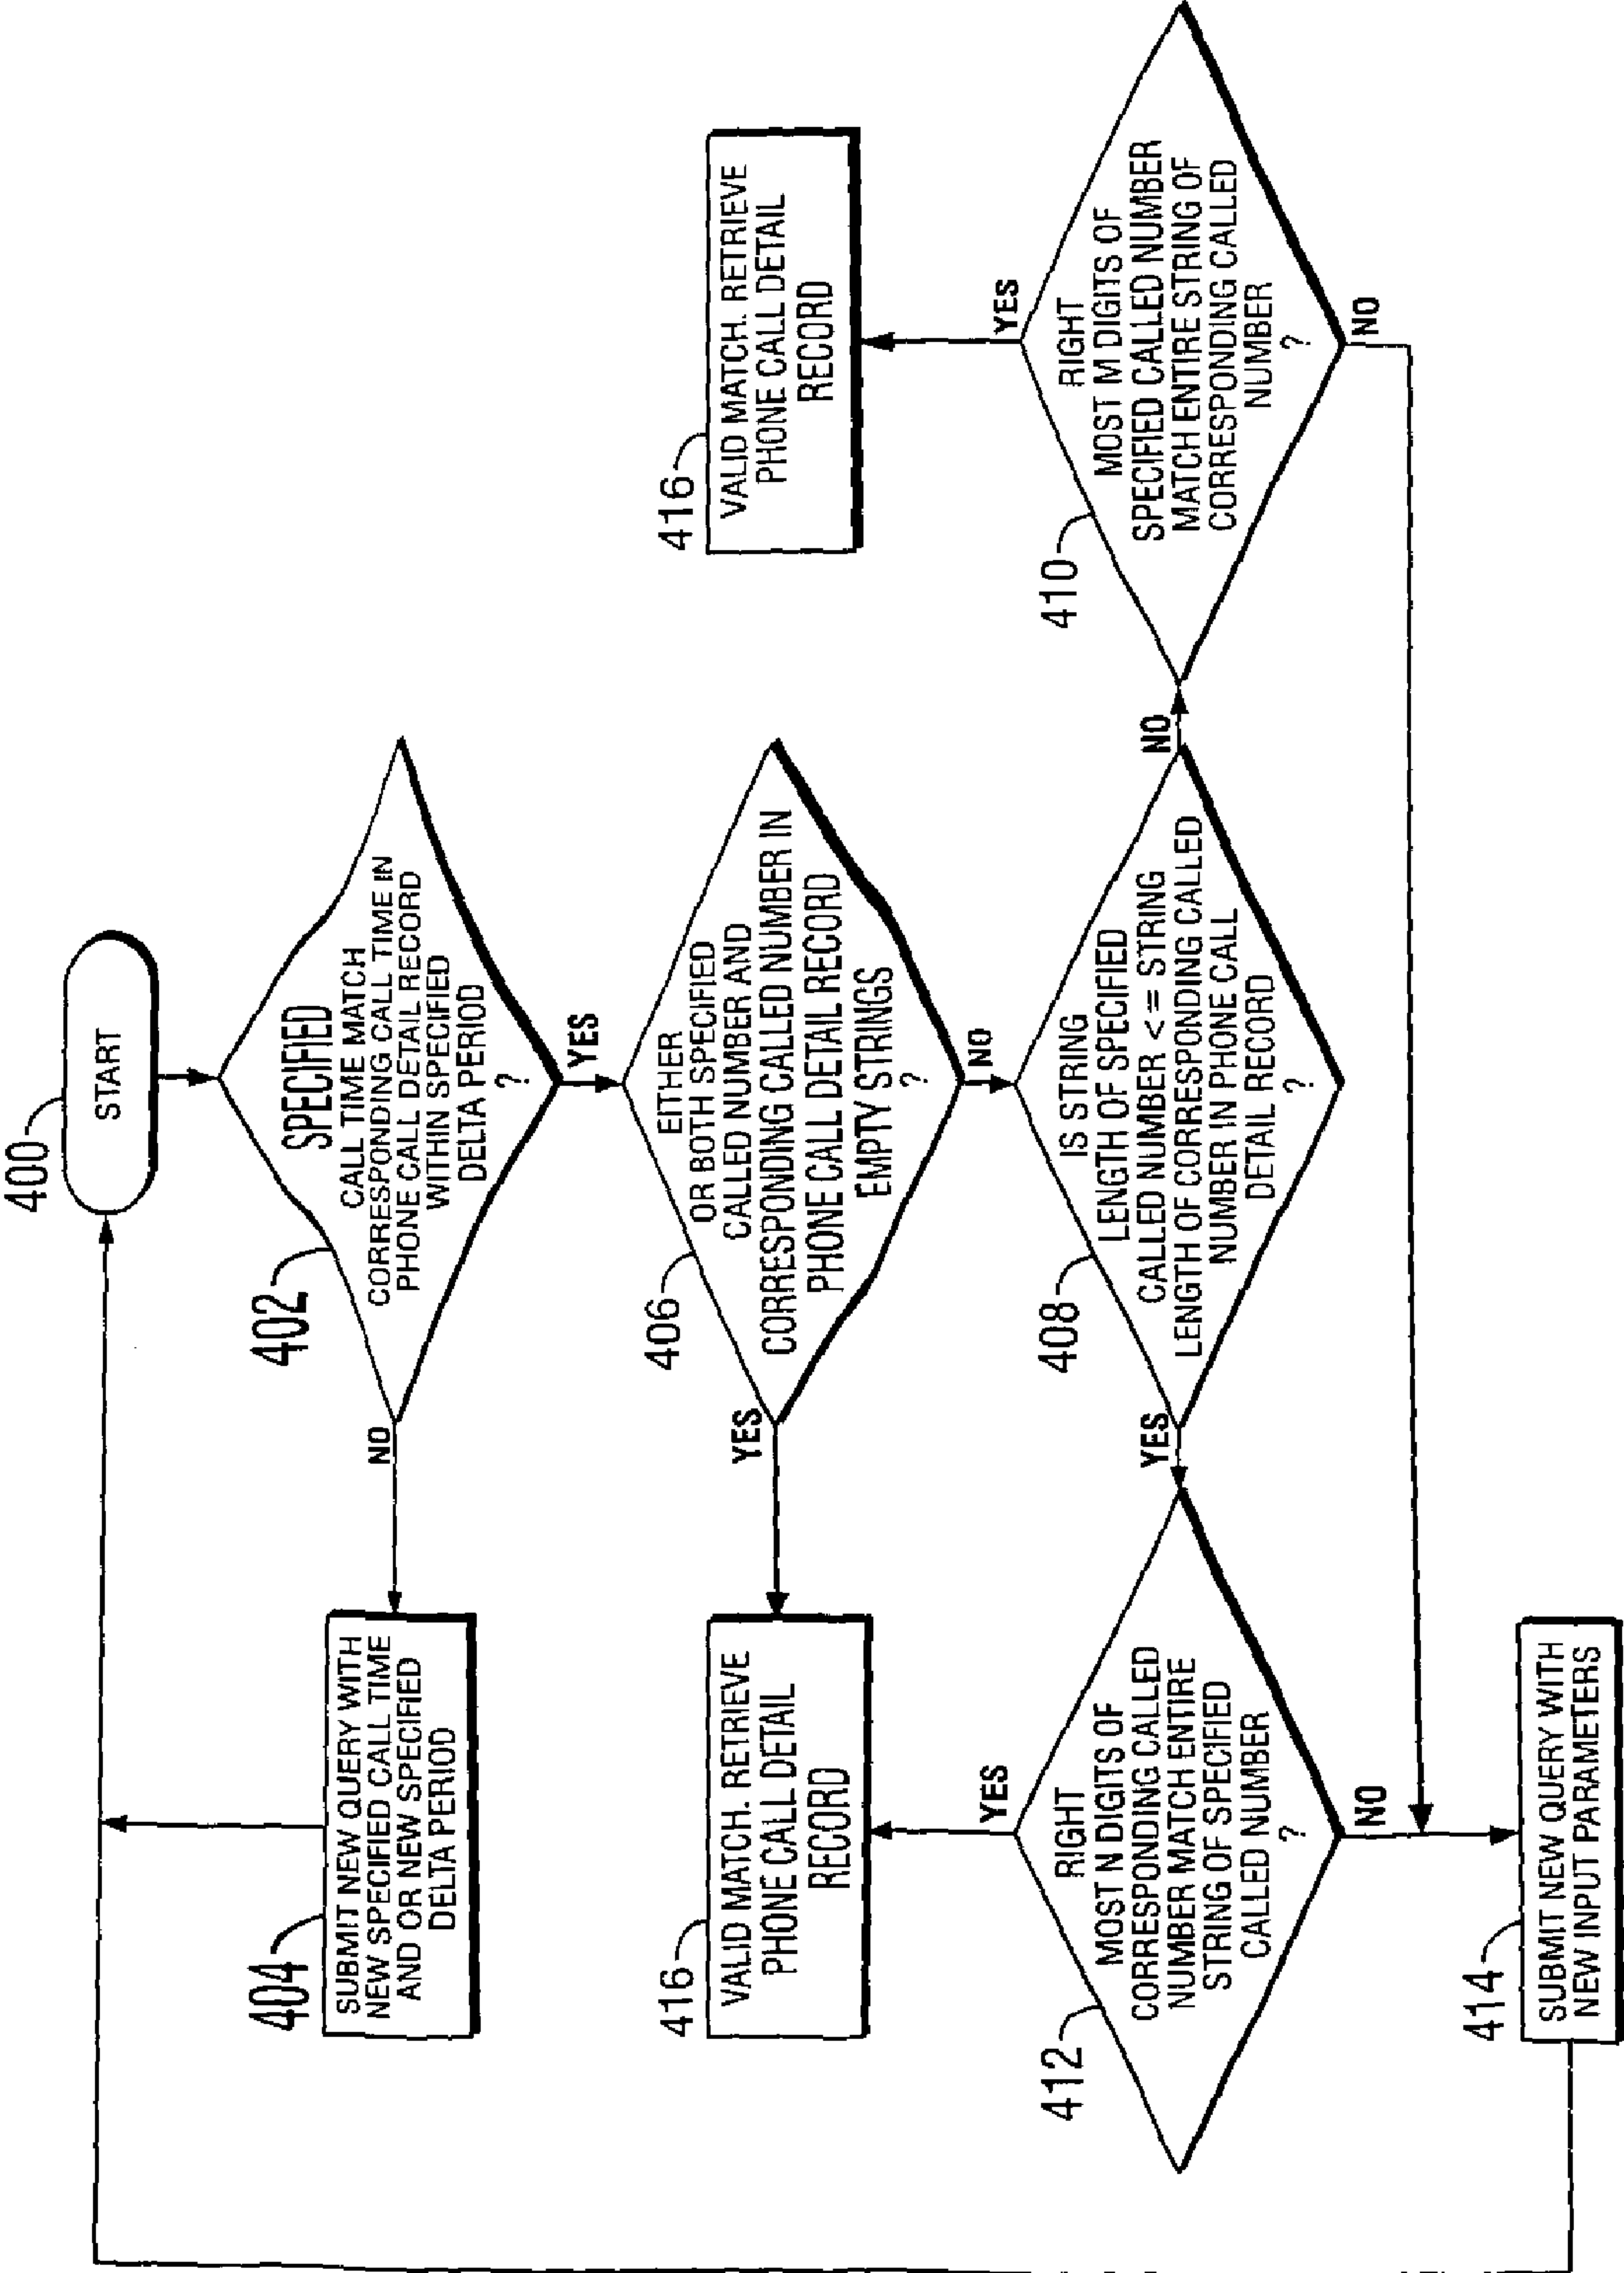 400
START
402
SPECIFIED
CALL TIME MATCH
CORRESPONDING CALL TIME IN
PHONE CALL DETAIL RECORD
WITHIN SPECIFIED
DELTA PERIOD
?
NO
YES
404
SUBMIT NEW QUERY WITH
NEW SPECIFIED CALL TIME
AND OR NEW SPECIFIED
DELTA PERIOD
406
EITHER
OR BOTH SPECIFIED
CALLED NUMBER AND
CORRESPONDING CALLED NUMBER IN
PHONE CALL DETAIL RECORD
EMPTY STRINGS
?
YES
NO
416
VALID MATCH. RETRIEVE
PHONE CALL DETAIL
RECORD
408
IS STRING
LENGTH OF SPECIFIED
CALLED NUMBER <= STRING
LENGTH OF CORRESPONDING CALLED
NUMBER IN PHONE CALL
DETAIL RECORD
?
YES
NO
412
RIGHT
MOST N DIGITS OF
CORRESPONDING CALLED
NUMBER MATCH ENTIRE
STRING OF SPECIFIED
CALLED NUMBER
?
YES
NO
410
RIGHT
MOST M DIGITS OF
SPECIFIED CALLED NUMBER
MATCH ENTIRE STRING OF
CORRESPONDING CALLED
NUMBER
?
YES
NO
416
VALID MATCH. RETRIEVE
PHONE CALL DETAIL
RECORD
414
SUBMIT NEW QUERY WITH
NEW INPUT PARAMETERS